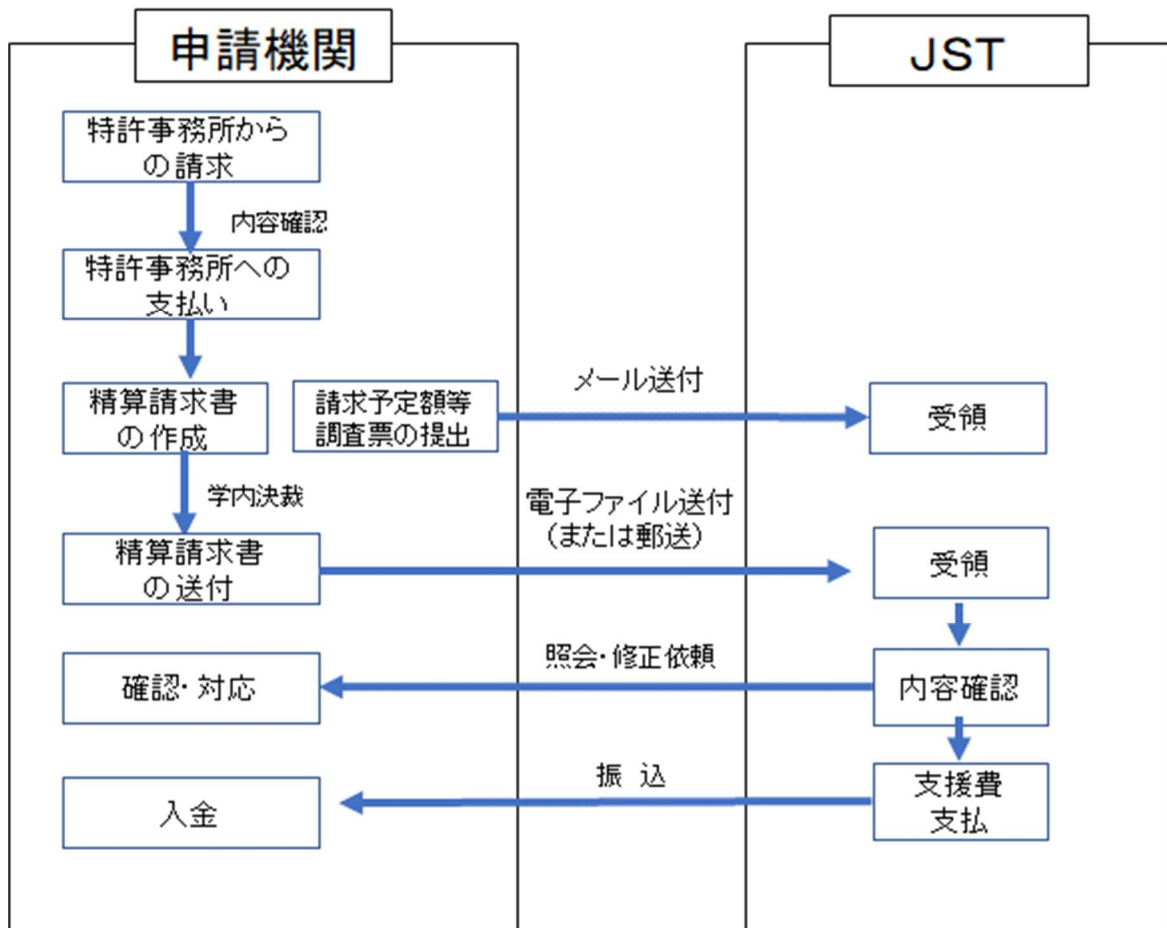 申請機関
JST
特許事務所から
の請求
内容確認
特許事務所への
支払い
精算請求書
の作成
請求予定額等
調査票の提出
メール送付
受領
学内決裁
電子ファイル送付
(または郵送)
精算請求書
の送付
受領
照会・修正依頼
確認・対応
内容確認
振 込
入金
支援費
支払